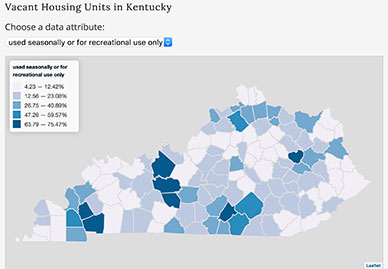 Vacant Housing Units in Kentucky
Choose a data attribute:
used seasonally or for recreational use only
used seasonally or for
recreational use only
4.23 — 12.42%
12.56 — 23.08%
26.75 — 40.89%
47.26 — 59.57%
63.79 — 75.47%
Leaflet